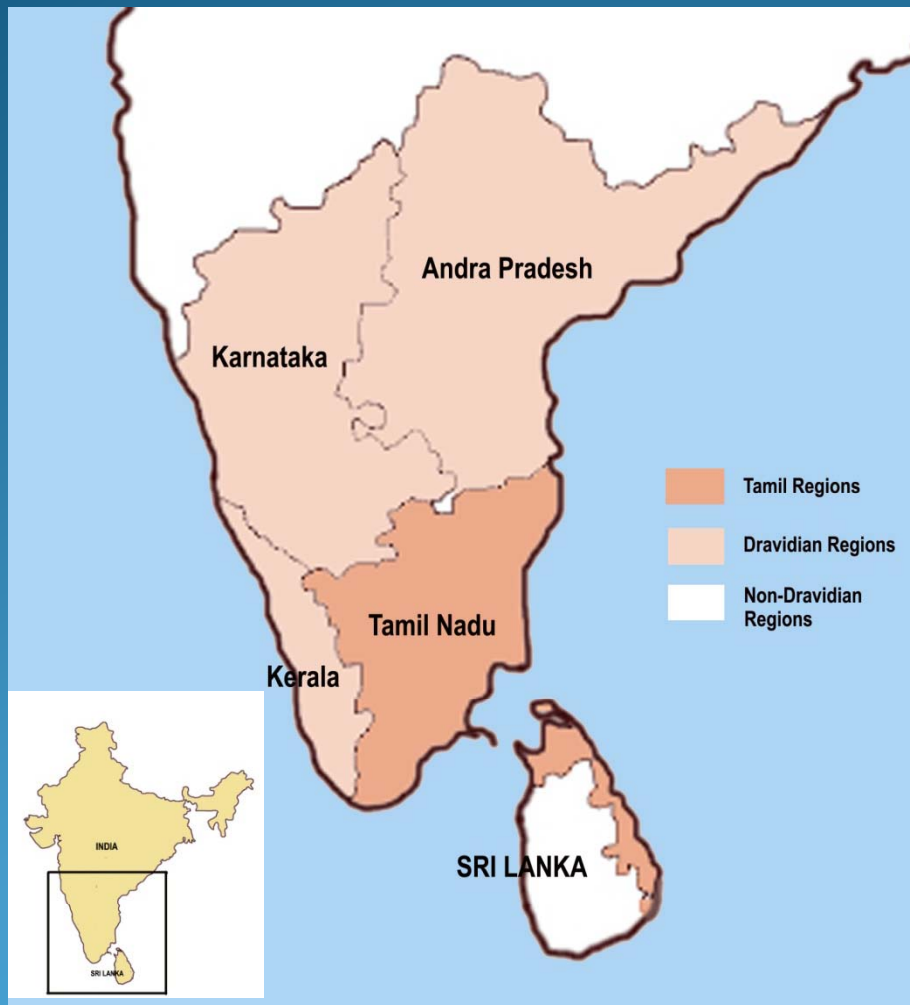 Andra Pradesh
Karnataka
Tamil Regions
Dravidian Regions
Non-Dravidian
Regions
Tamil Nadu
Kerala
SRI LANKA
INDIA
SRI LANKA